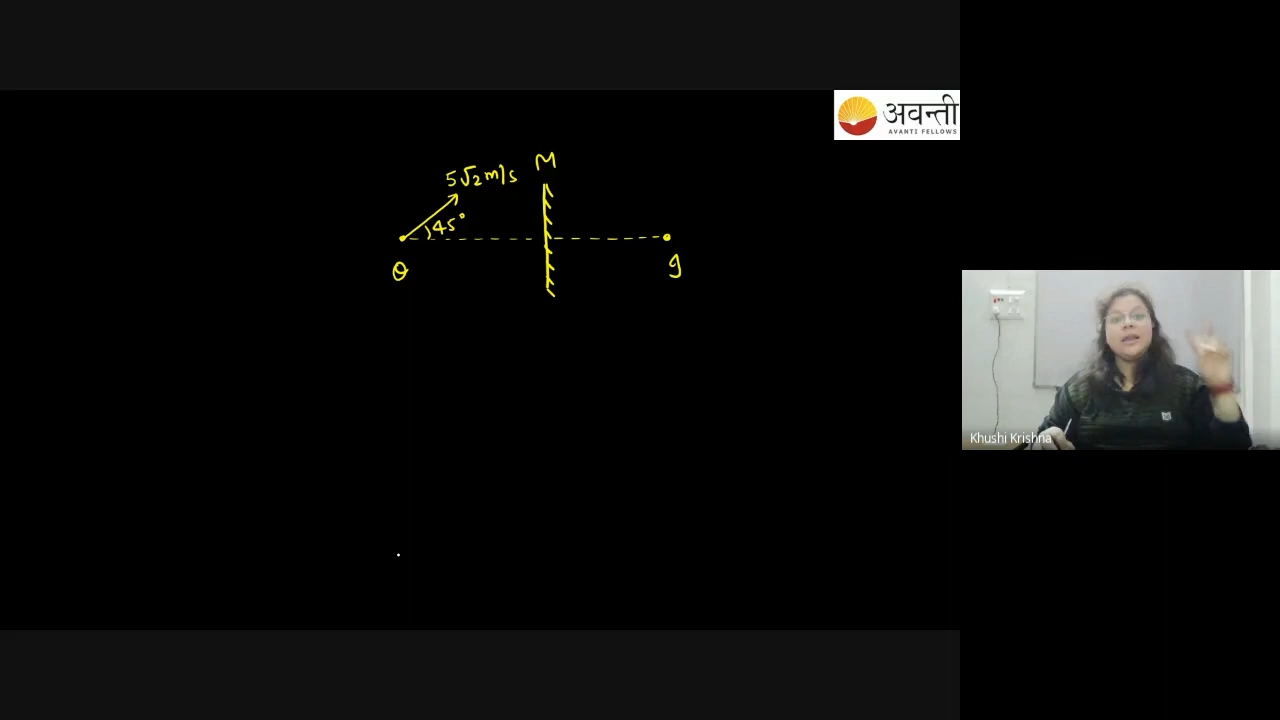 अवन्ती
AVANTI FELLOWS
M
5√2 m/s
45°
O
I
Khushi Krishna